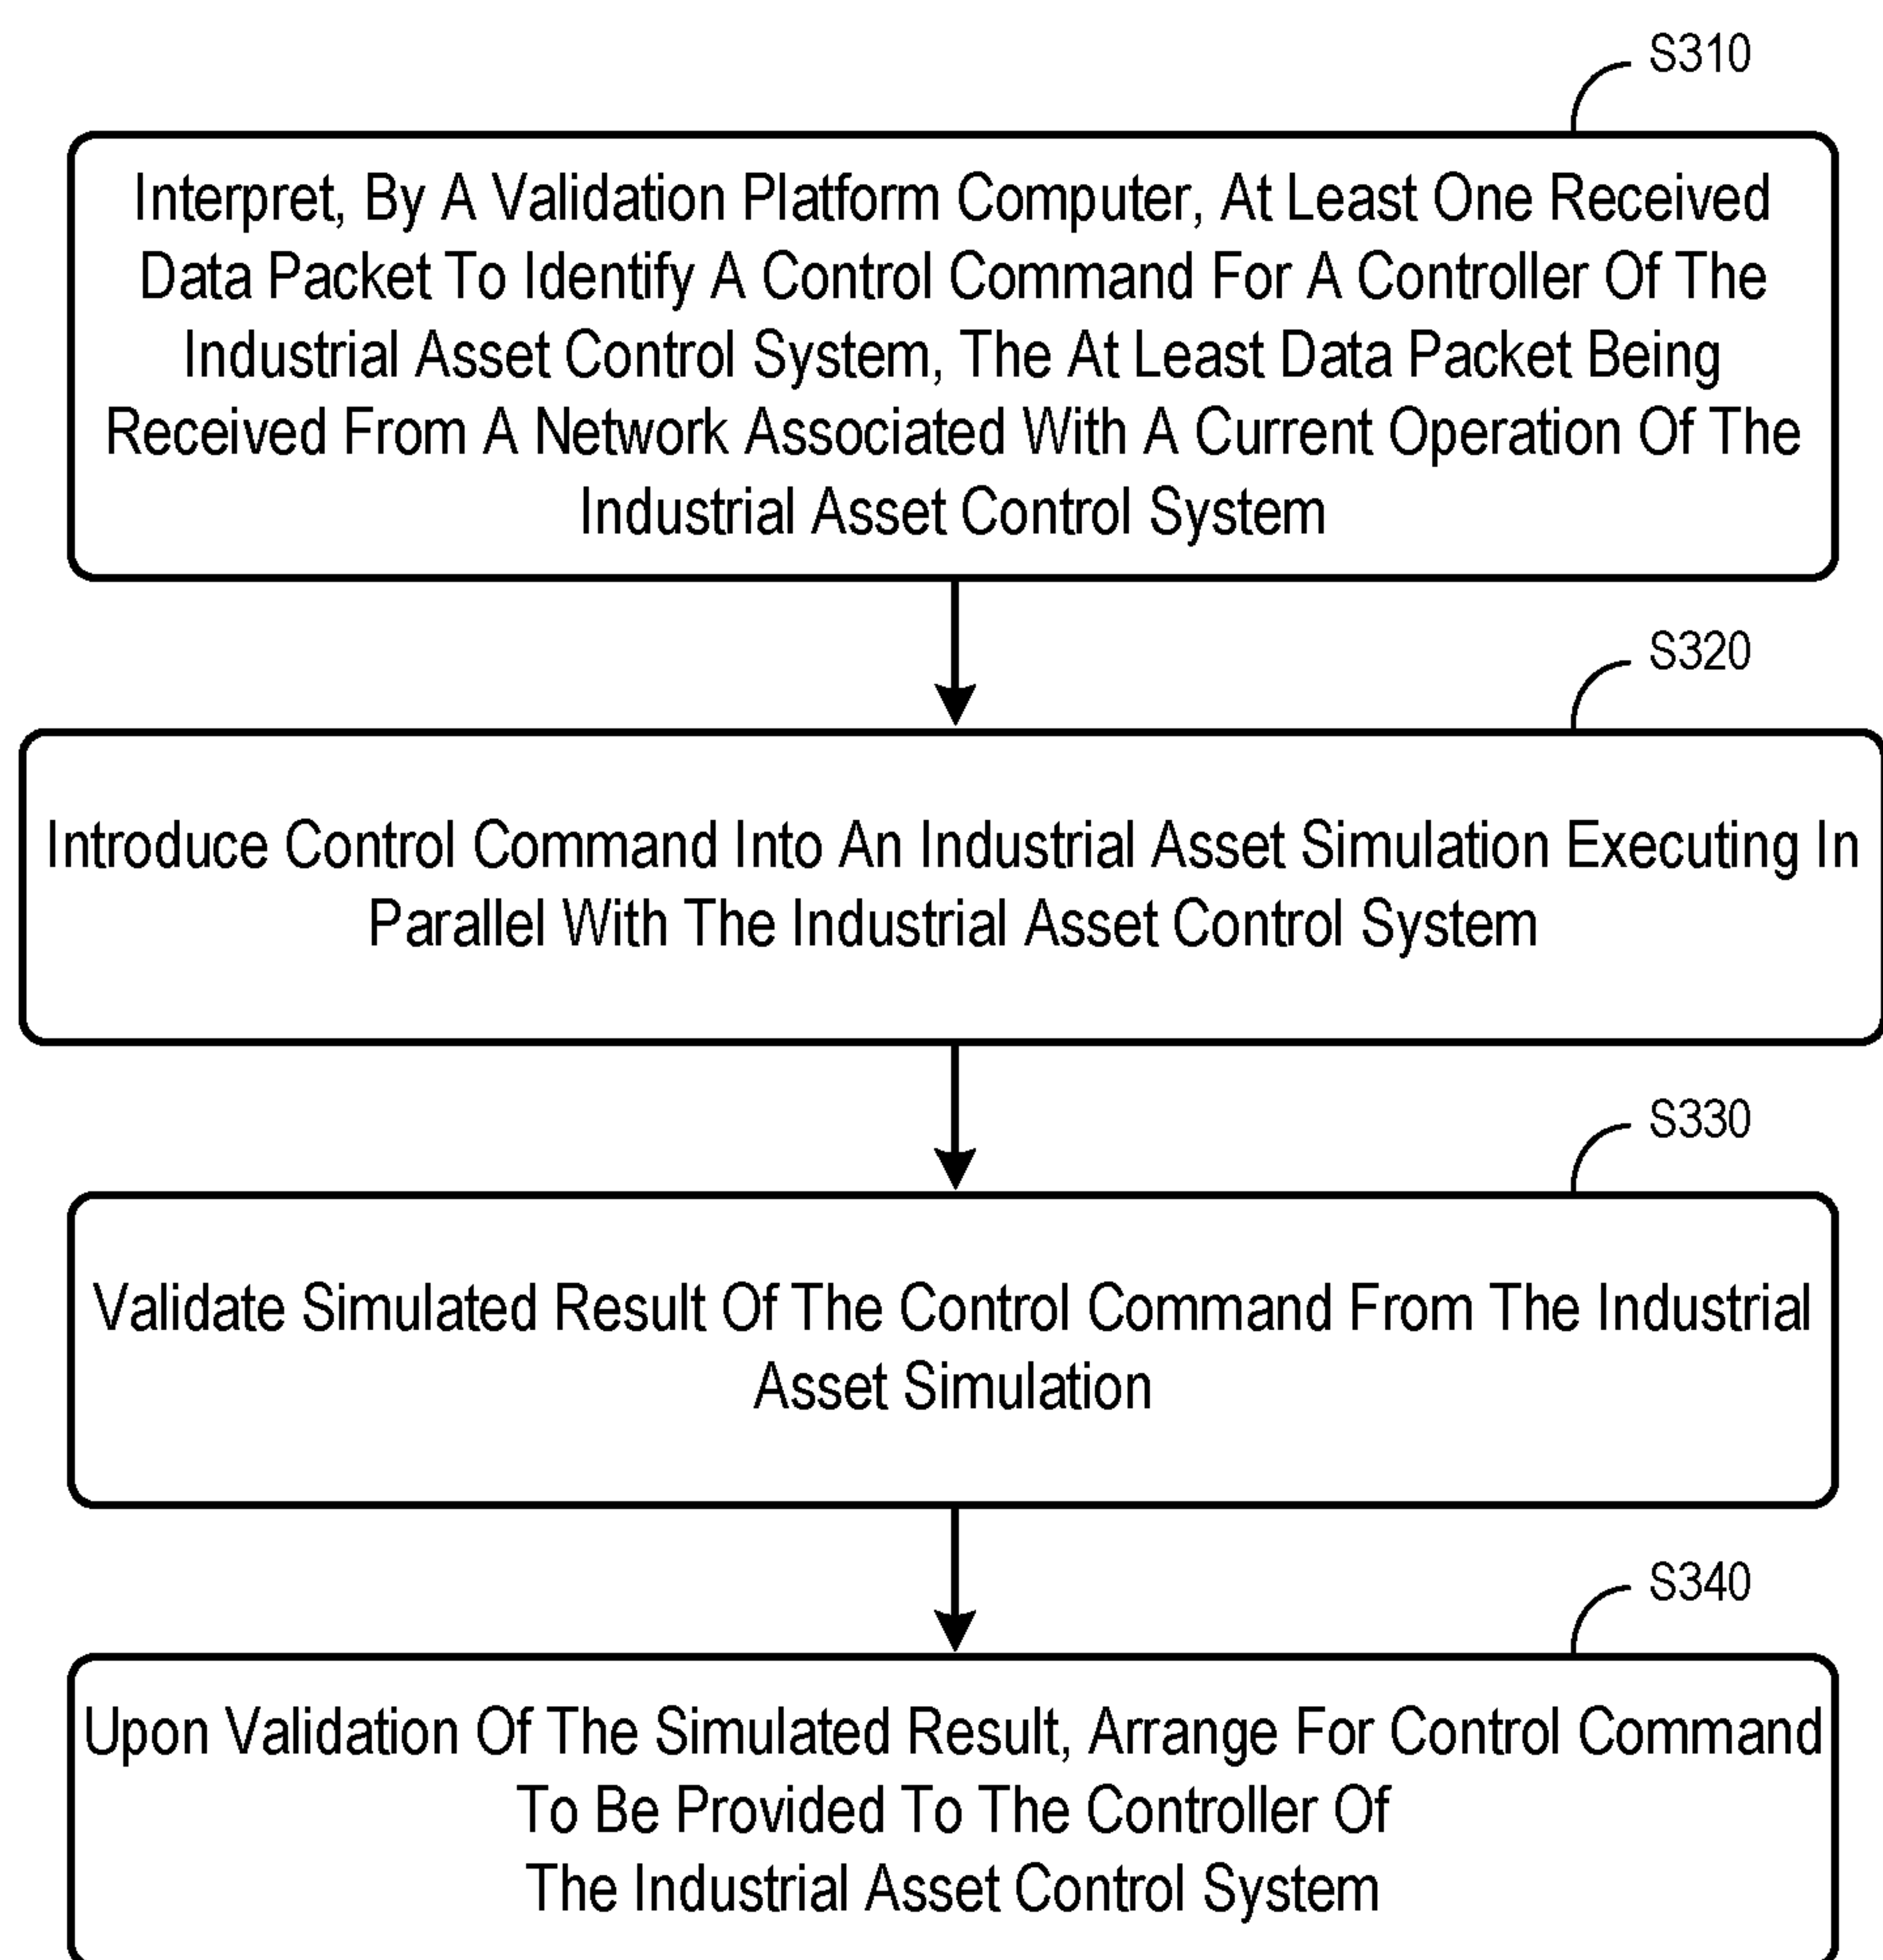 S310
Interpret, By A Validation Platform Computer, At Least One Received
Data Packet To Identify A Control Command For A Controller Of The
Industrial Asset Control System, The At Least Data Packet Being
Received From A Network Associated With A Current Operation Of The
Industrial Asset Control System
S320
Introduce Control Command Into An Industrial Asset Simulation Executing In
Parallel With The Industrial Asset Control System
S330
Validate Simulated Result Of The Control Command From The Industrial
Asset Simulation
S340
Upon Validation Of The Simulated Result, Arrange For Control Command
To Be Provided To The Controller Of
The Industrial Asset Control System